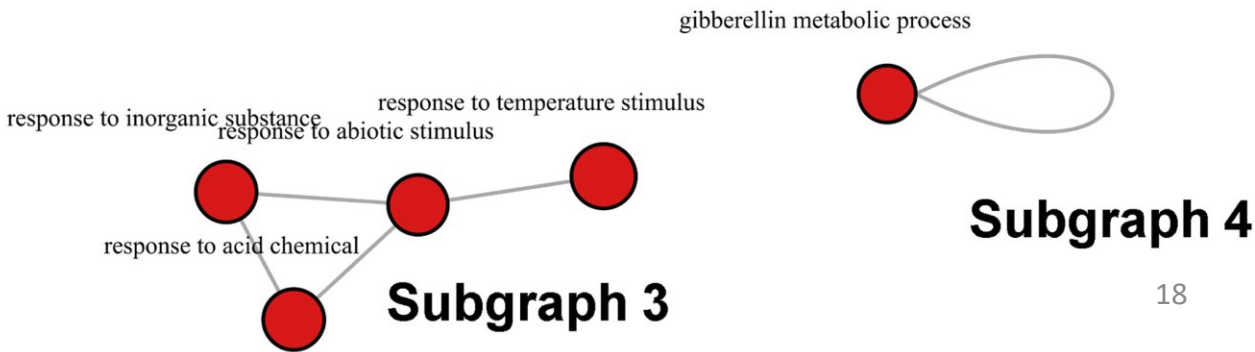 gibberellin metabolic process
response to temperature stimulus
response to inorganic substance
response to abiotic stimulus
response to acid chemical
Subgraph 4
Subgraph 3
18